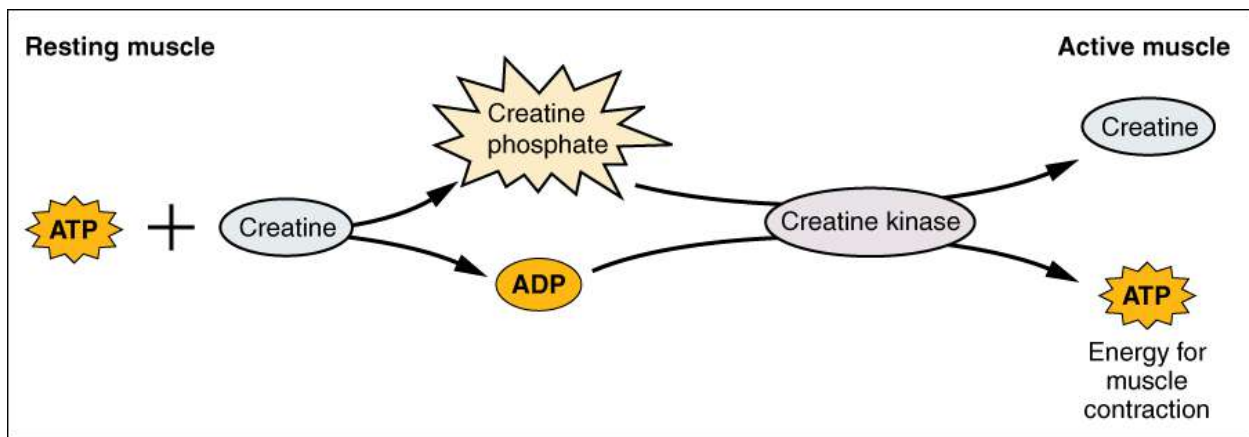 Resting muscle
Active muscle
Creatine
phosphate
Creatine
ATP
+
Creatine
Creatine kinase
ADP
ATP
Energy for
muscle
contraction